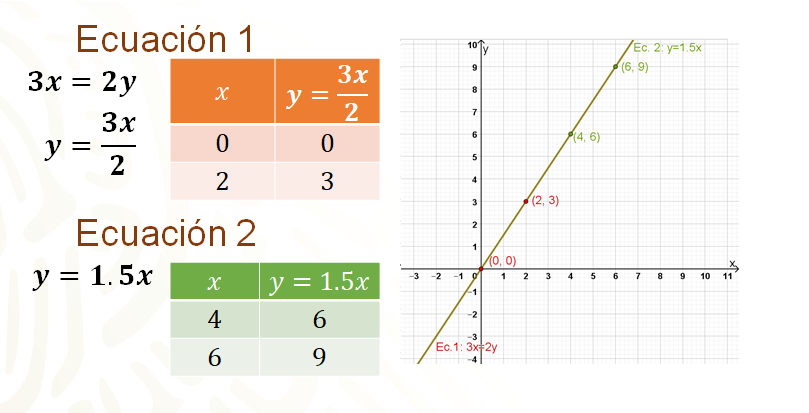 Ecuación 1
3x = 2y
y = 3x/2
x y = 3x/2
0 0
2 3
Ecuación 2
y = 1.5x
x y = 1.5x
4 6
6 9
y
Ec. 2: y=1.5x
(6, 9)
(4, 6)
(2, 3)
(0, 0)
x
10
9
8
7
6
5
4
3
2
1
−3 −2 −1 0 1 2 3 4 5 6 7 8 9 10 11
−1
−2
−3
Ec.1: 3x=2y
−4